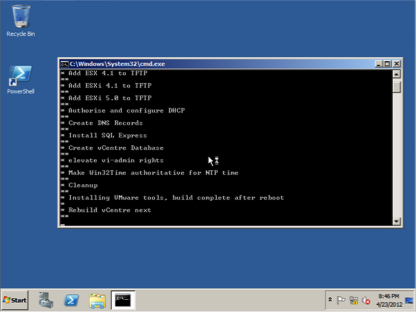 Recycle Bin
PowerShell
C:\Windows\System32\cmd.exe
* Add ESX 4.1 to TFTP
**
* Add ESXi 4.1 to TFTP
**
* Add ESXi 5.0 to TFTP
**
* Authorise and configure DHCP
**
* Create DNS Records
**
* Install SQL Express
**
* Create vCentre Database
**
* elevate vi-admin rights
**
* Make Win32Time authoritative for NTP time
**
* Cleanup
**
* Installing VMware tools, build complete after reboot
**
* Rebuild vCentre next
**
Start
8:46 PM
4/23/2012